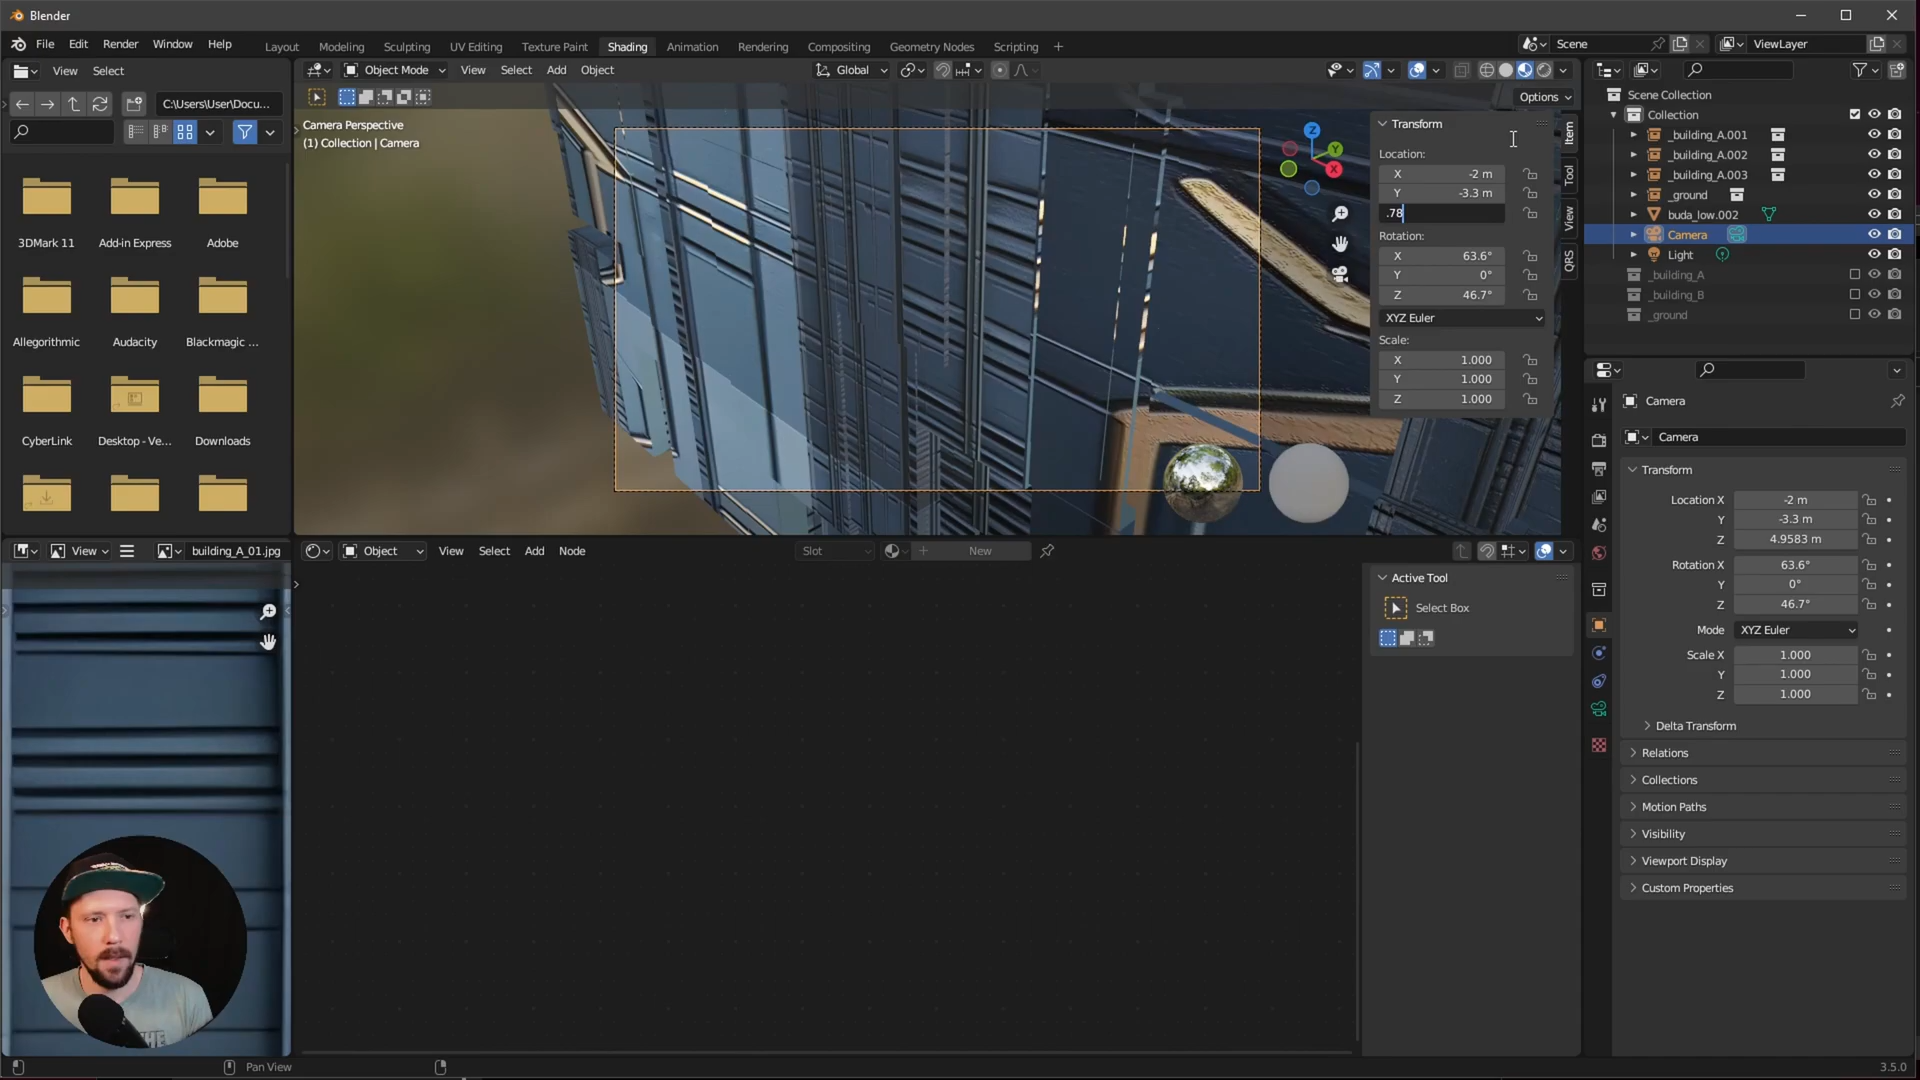 Blender
File Edit Render Window Help
Layout Modeling Sculpting UV Editing Texture Paint Shading Animation Rendering Compositing Geometry Nodes Scripting +
Scene
ViewLayer
View Select
C:\Users\User\Docu...
3DMark 11
Add-in Express
Adobe
Allegorithmic
Audacity
Blackmagic ...
CyberLink
Desktop - Ve...
Downloads
Object Mode View Select Add Object
Global
Options
Camera Perspective
(1) Collection | Camera
Z
Y
X
Transform
Location:
X -2 m
Y -3.3 m
.78
Rotation:
X 63.6°
Y 0°
Z 46.7°
XYZ Euler
Scale:
X 1.000
Y 1.000
Z 1.000
Item
Tool
View
QRS
Scene Collection
Collection
_building_A.001
_building_A.002
_building_A.003
_ground
buda_low.002
Camera
Light
_building_A
_building_B
_ground
Camera
Camera
Transform
Location X -2 m
Y -3.3 m
Z 4.9583 m
Rotation X 63.6°
Y 0°
Z 46.7°
Mode XYZ Euler
Scale X 1.000
Y 1.000
Z 1.000
Delta Transform
Relations
Collections
Motion Paths
Visibility
Viewport Display
Custom Properties
View
building_A_01.jpg
Object View Select Add Node
Slot
New
Active Tool
Select Box
Pan View
3.5.0